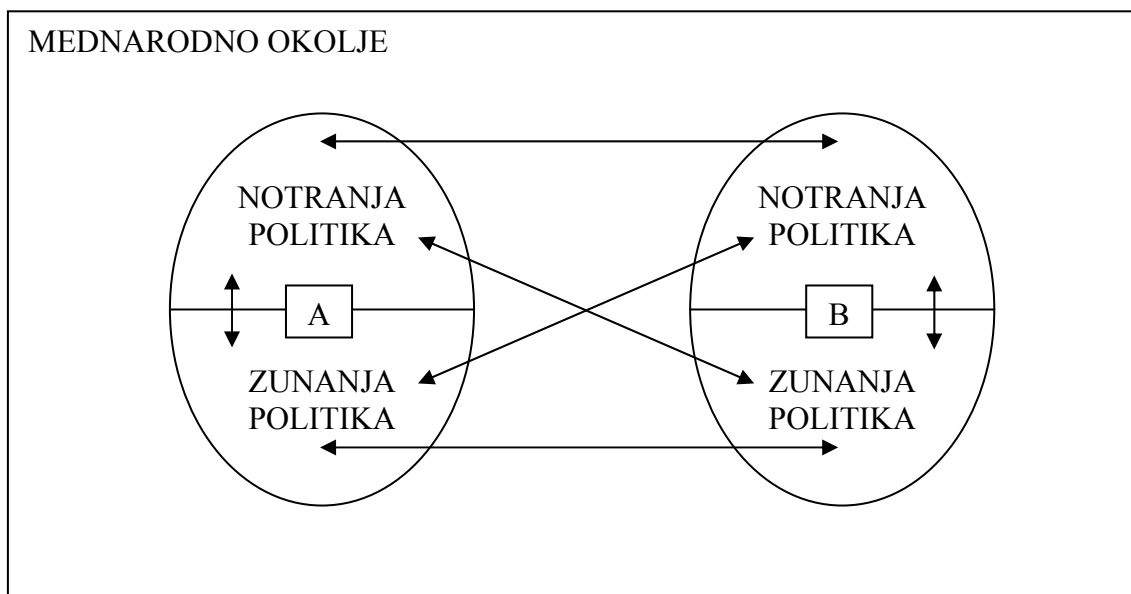 MEDNARODNO OKOLJE
NOTRANJA
POLITIKA
A
ZUNANJA
POLITIKA
NOTRANJA
POLITIKA
B
ZUNANJA
POLITIKA